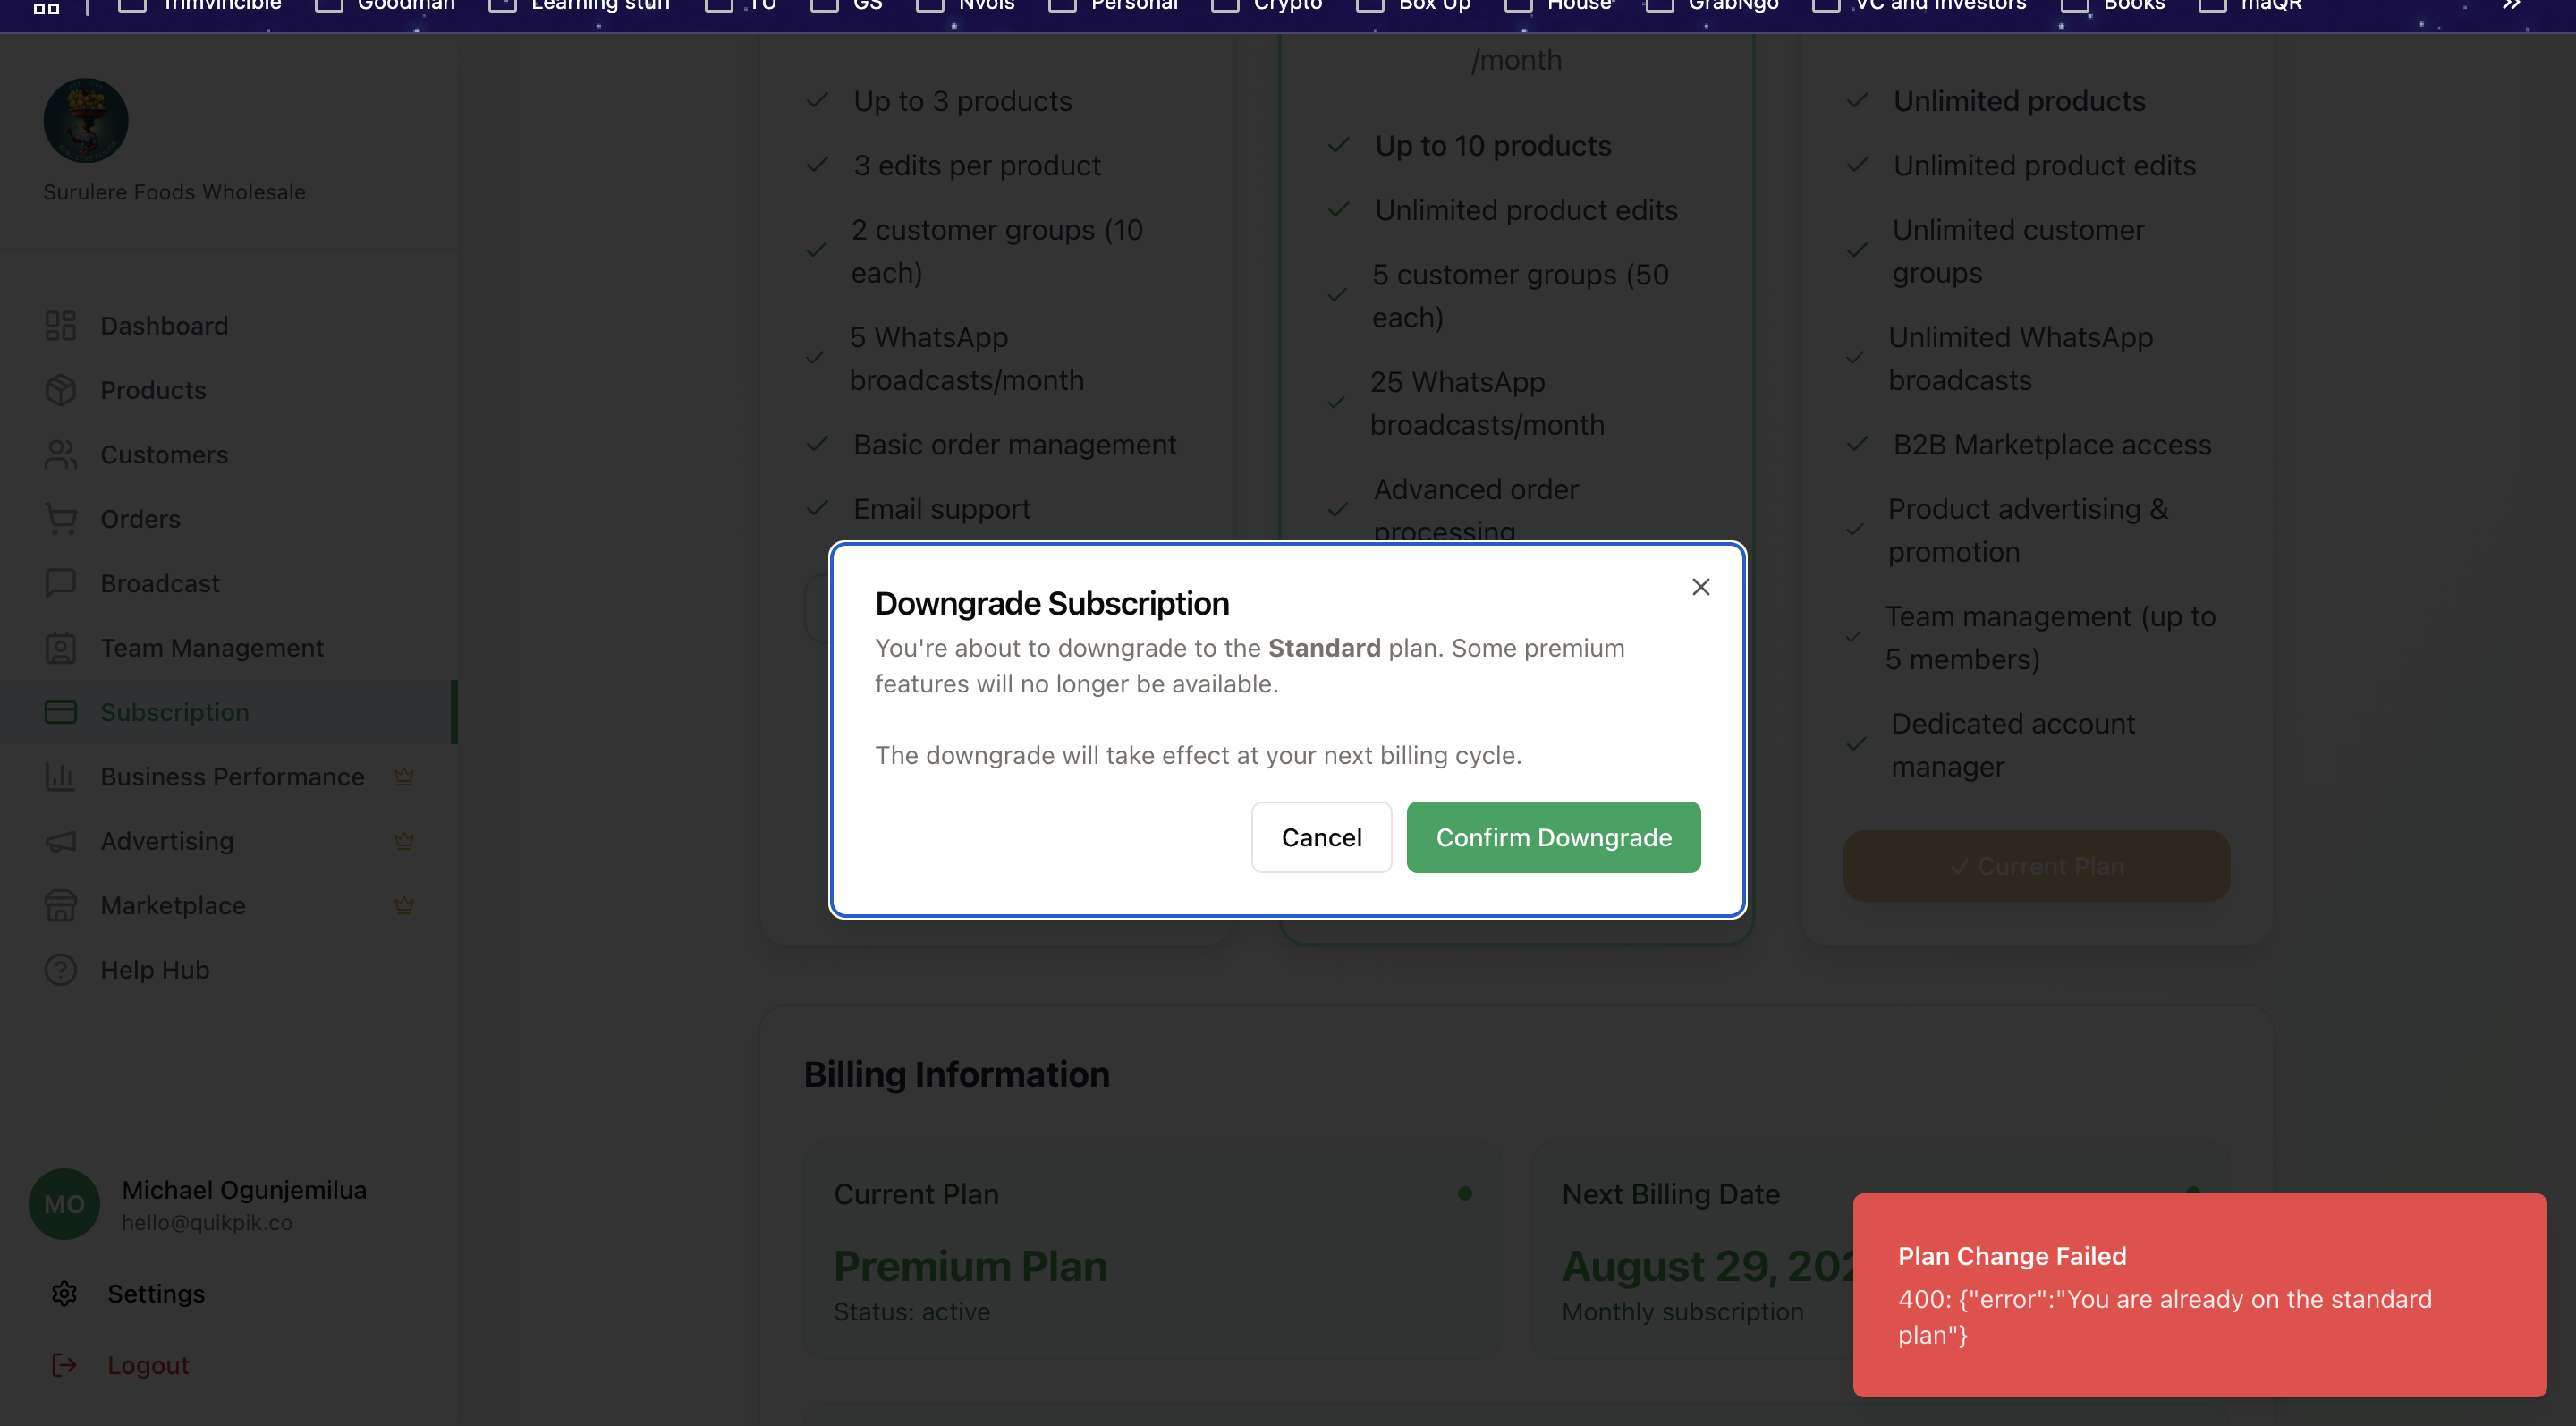 Trimvincible
Goodman
Learning stuff
TU
GS
Nvois
Personal
Crypto
Box Up
House
GrabNgo
VC and Investors
Books
maQR
Surulere Foods Wholesale
Dashboard
Products
Customers
Orders
Broadcast
Team Management
Subscription
Business Performance
Advertising
Marketplace
Help Hub
MO
Michael Ogunjemilua
hello@quikpik.co
Settings
Logout
Up to 3 products
3 edits per product
2 customer groups (10
each)
5 WhatsApp
broadcasts/month
Basic order management
Email support
/month
Up to 10 products
Unlimited product edits
5 customer groups (50
each)
25 WhatsApp
broadcasts/month
Advanced order
processing
Unlimited products
Unlimited product edits
Unlimited customer
groups
Unlimited WhatsApp
broadcasts
B2B Marketplace access
Product advertising &
promotion
Team management (up to
5 members)
Dedicated account
manager
✓ Current Plan
Downgrade Subscription
You're about to downgrade to the Standard plan. Some premium
features will no longer be available.
The downgrade will take effect at your next billing cycle.
Cancel
Confirm Downgrade
Billing Information
Current Plan
Premium Plan
Status: active
Next Billing Date
August 29, 202
Monthly subscription
Plan Change Failed
400: {"error":"You are already on the standard
plan"}